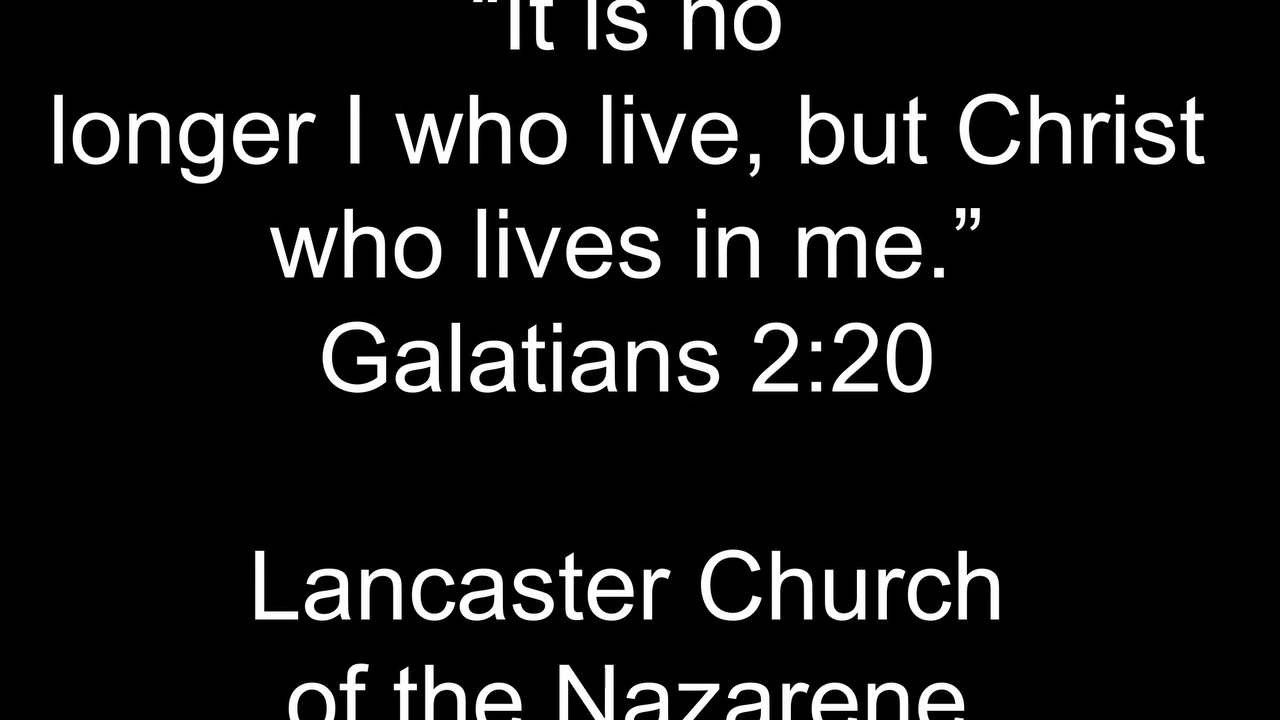 “It is no
longer I who live, but Christ
who lives in me.”
Galatians 2:20
Lancaster Church
of the Nazarene